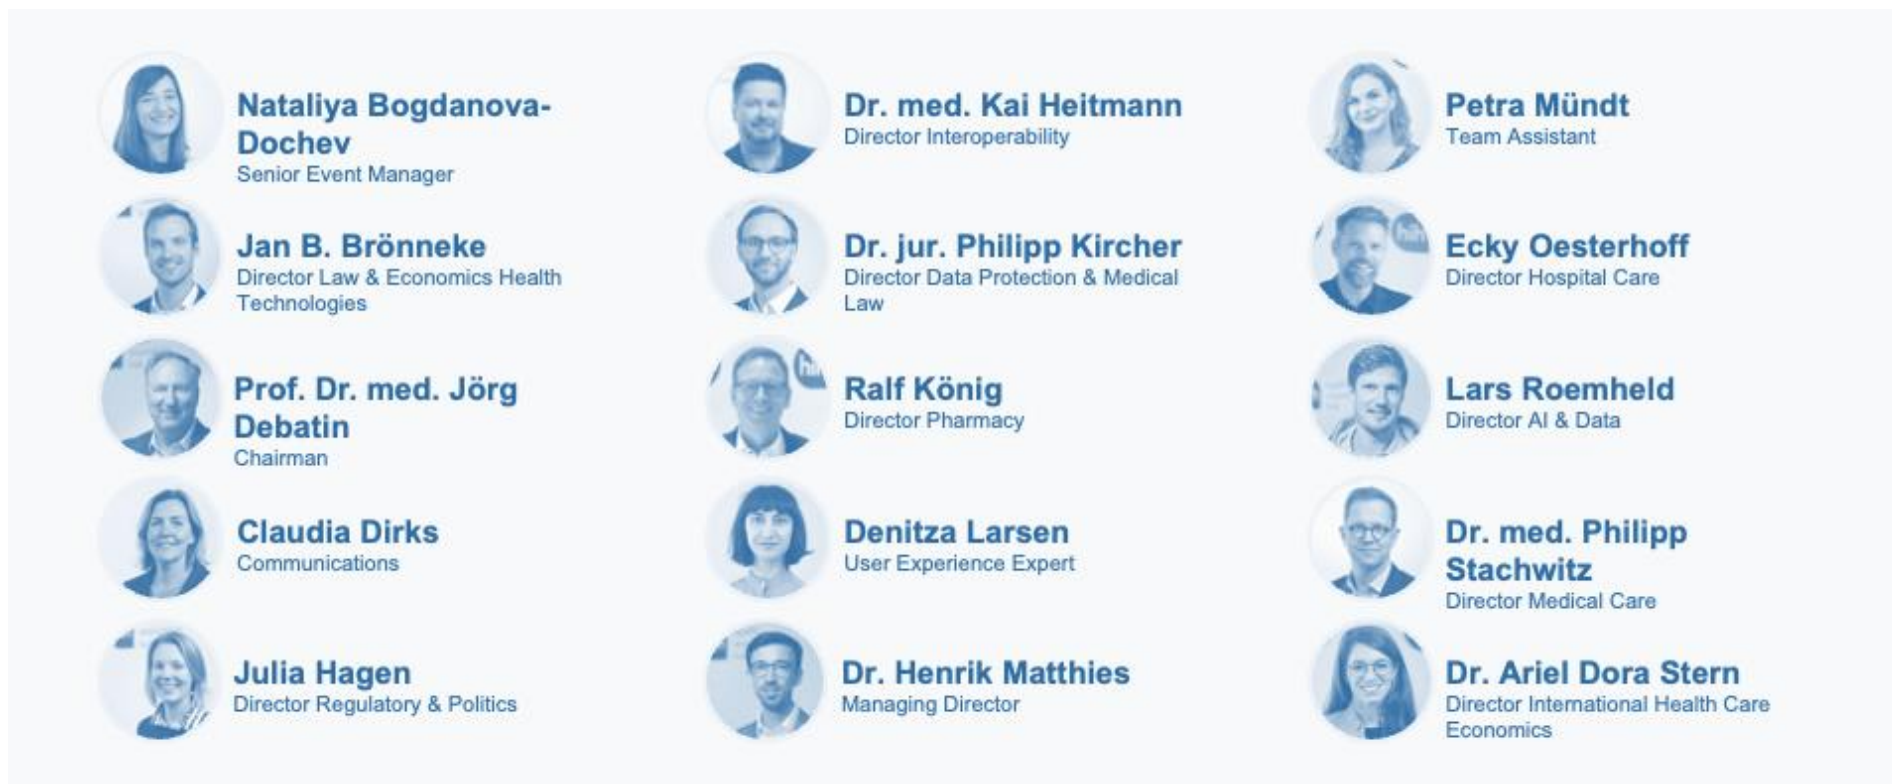 Nataliya Bogdanova-
Dochev
Senior Event Manager
Jan B. Brönneke
Director Law & Economics Health
Technologies
Prof. Dr. med. Jörg
Debatin
Chairman
Claudia Dirks
Communications
Julia Hagen
Director Regulatory & Politics
Dr. med. Kai Heitmann
Director Interoperability
Dr. jur. Philipp Kircher
Director Data Protection & Medical
Law
Ralf König
Director Pharmacy
Denitza Larsen
User Experience Expert
Dr. Henrik Matthies
Managing Director
Petra Mündt
Team Assistant
Ecky Oesterhoff
Director Hospital Care
Lars Roemheld
Director AI & Data
Dr. med. Philipp
Stachwitz
Director Medical Care
Dr. Ariel Dora Stern
Director International Health Care
Economics